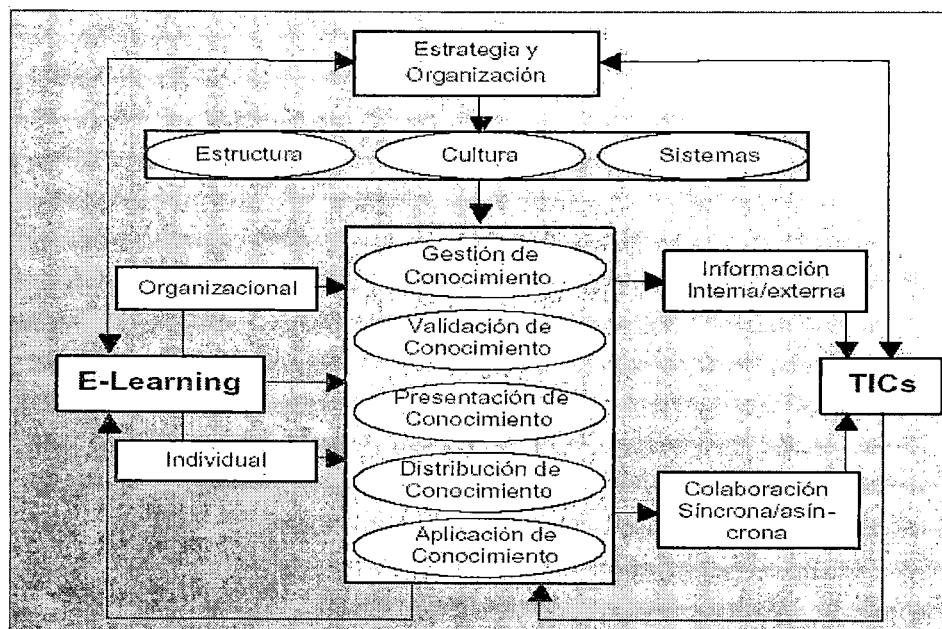 Estrategia y
Organización
Estructura
Cultura
Sistemas
Gestión de
Conocimiento
Organizacional
Información
Interna/externa
Validación de
Conocimiento
E-Learning
TICs
Presentación de
Conocimiento
Individual
Distribución de
Conocimiento
Colaboración
Síncrona/asín-
crona
Aplicación de
Conocimiento